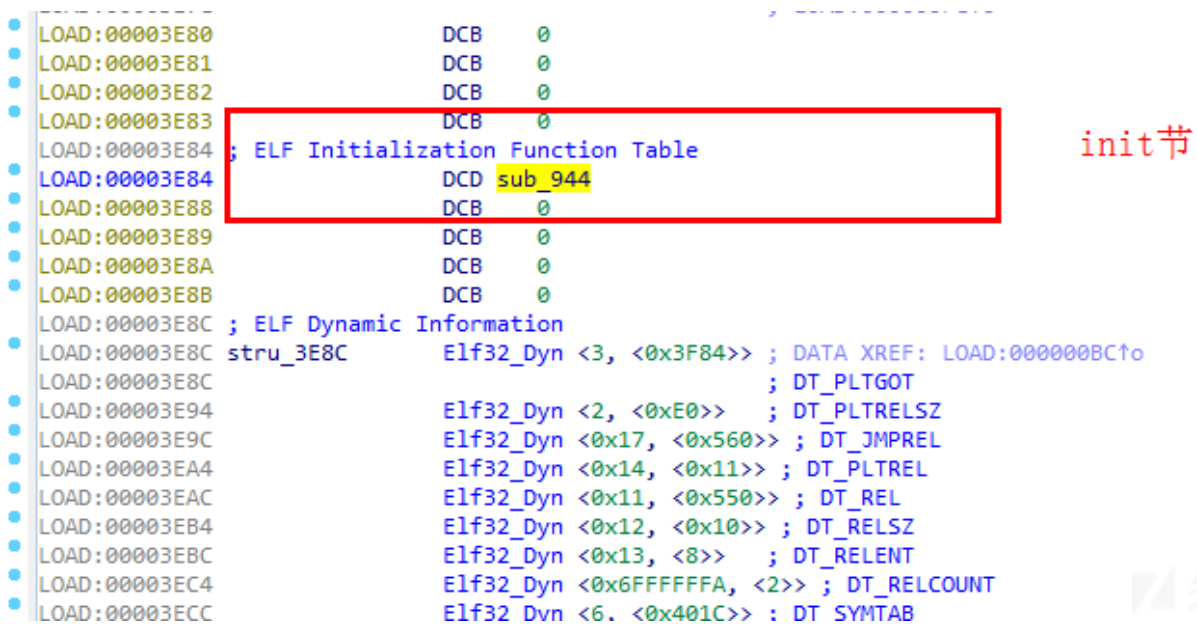 LOAD:00003E80 DCB 0
LOAD:00003E81 DCB 0
LOAD:00003E82 DCB 0
LOAD:00003E83 DCB 0
LOAD:00003E84 ; ELF Initialization Function Table
init节
LOAD:00003E84 DCD sub_944
LOAD:00003E88 DCB 0
LOAD:00003E89 DCB 0
LOAD:00003E8A DCB 0
LOAD:00003E8B DCB 0
LOAD:00003E8C ; ELF Dynamic Information
LOAD:00003E8C stru_3E8C Elf32_Dyn <3, <0x3F84>> ; DATA XREF: LOAD:000000BC↑o
LOAD:00003E8C ; DT_PLTGOT
LOAD:00003E94 Elf32_Dyn <2, <0xE0>> ; DT_PLTRELSZ
LOAD:00003E9C Elf32_Dyn <0x17, <0x560>> ; DT_JMPREL
LOAD:00003EA4 Elf32_Dyn <0x14, <0x11>> ; DT_PLTREL
LOAD:00003EAC Elf32_Dyn <0x11, <0x550>> ; DT_REL
LOAD:00003EB4 Elf32_Dyn <0x12, <0x10>> ; DT_RELSZ
LOAD:00003EBC Elf32_Dyn <0x13, <8>> ; DT_RELENT
LOAD:00003EC4 Elf32_Dyn <0x6FFFFFFA, <2>> ; DT_RELCOUNT
LOAD:00003ECC Elf32_Dyn <6, <0x401C>> ; DT_SYMTAB